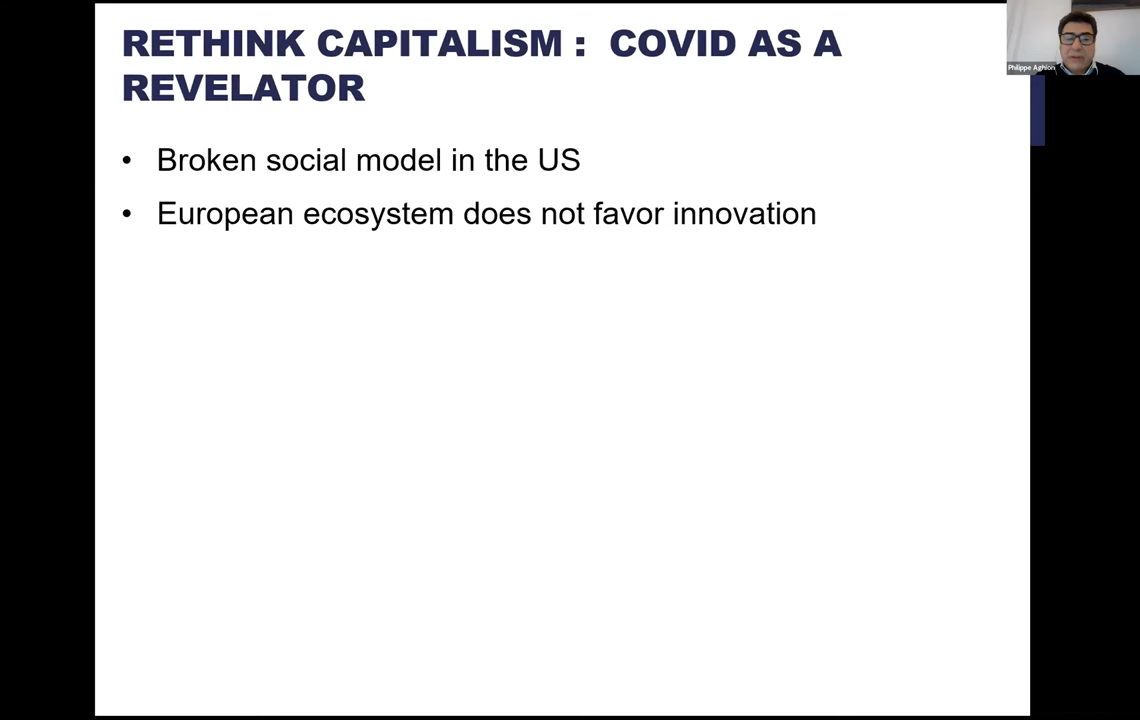 RETHINK CAPITALISM : COVID AS A
REVELATOR
• Broken social model in the US
• European ecosystem does not favor innovation
Philippe Aghion